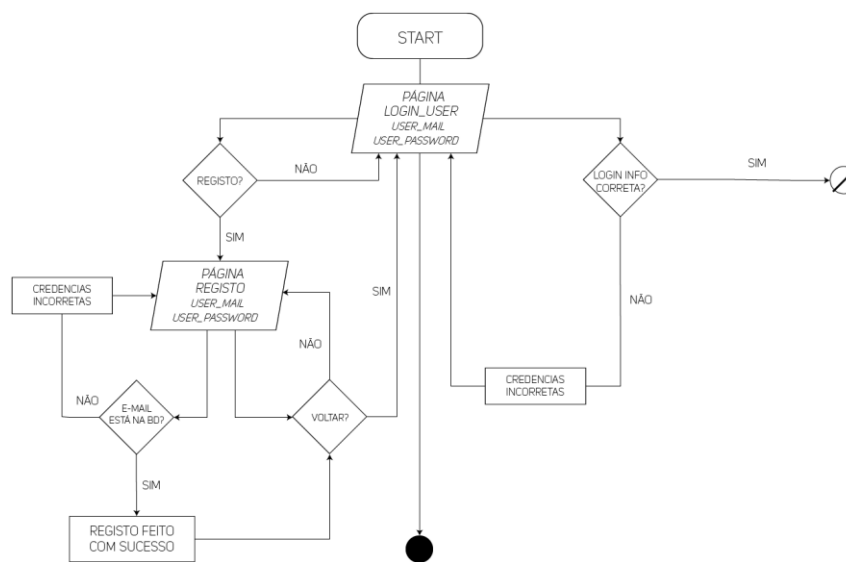 START
PÁGINA
LOGIN_USER
USER_MAIL
USER_PASSWORD
REGISTO?
NÃO
LOGIN INFO
CORRETA?
SIM
SIM
CREDENCIAS
INCORRETAS
PÁGINA
REGISTO
USER_MAIL
USER_PASSWORD
SIM
NÃO
NÃO
CREDENCIAS
INCORRETAS
NÃO
E-MAIL
ESTÁ NA BD?
VOLTAR?
SIM
REGISTO FEITO
COM SUCESSO